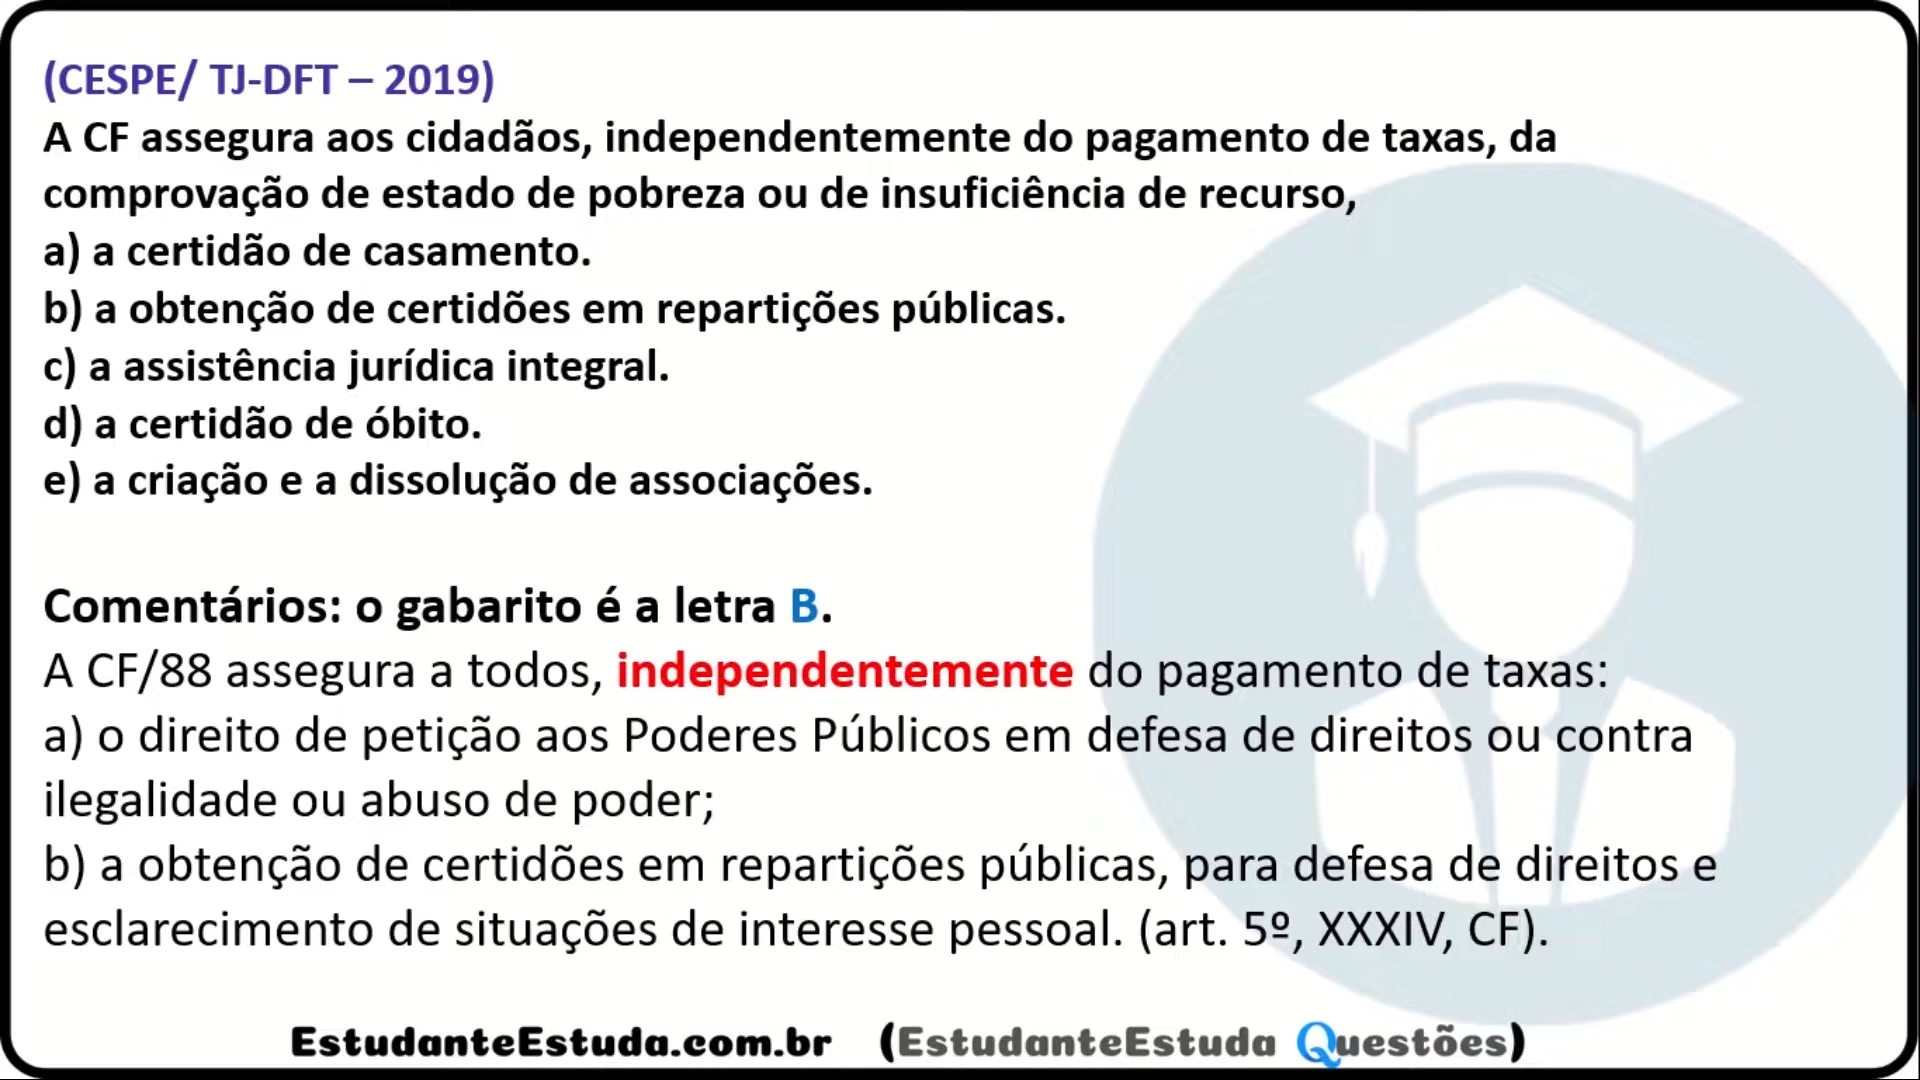 (CESPE/ TJ-DFT – 2019)
A CF assegura aos cidadãos, independentemente do pagamento de taxas, da
comprovação de estado de pobreza ou de insuficiência de recurso,
a) a certidão de casamento.
b) a obtenção de certidões em repartições públicas.
c) a assistência jurídica integral.
d) a certidão de óbito.
e) a criação e a dissolução de associações.
Comentários: o gabarito é a letra B.
A CF/88 assegura a todos, independentemente do pagamento de taxas:
a) o direito de petição aos Poderes Públicos em defesa de direitos ou contra
ilegalidade ou abuso de poder;
b) a obtenção de certidões em repartições públicas, para defesa de direitos e
esclarecimento de situações de interesse pessoal. (art. 5º, XXXIV, CF).
EstudanteEstuda.com.br (EstudanteEstuda Questões)